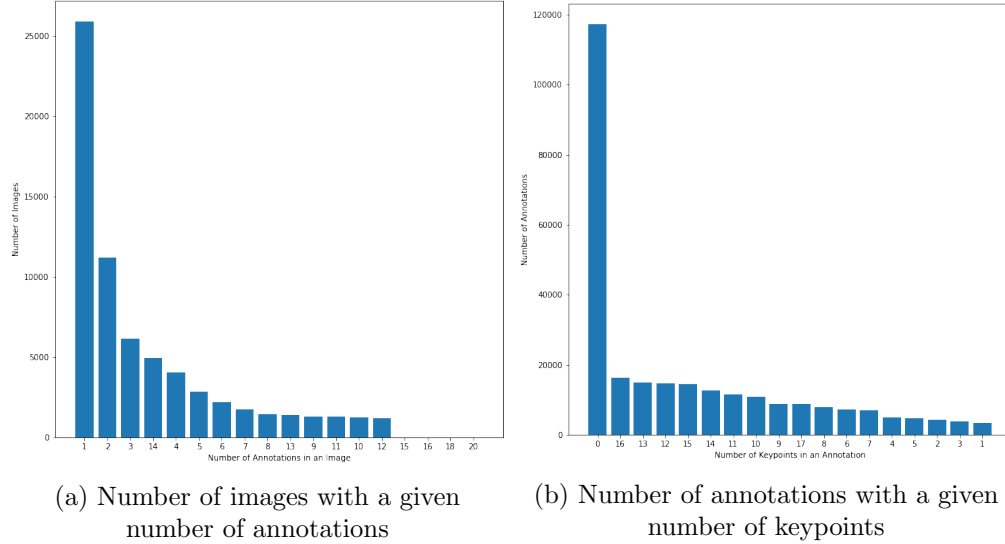 25000
20000
15000
10000
5000
0
Number of Images
1 2 3 14 4 5 6 7 8 13 9 11 10 12 15 16 18 20
Number of Annotations in an Image
(a) Number of images with a given
number of annotations
120000
100000
80000
60000
40000
20000
0
Number of Annotations
0 16 13 12 15 14 11 10 9 17 8 6 7 4 5 2 3 1
Number of Keypoints in an Annotation
(b) Number of annotations with a given
number of keypoints